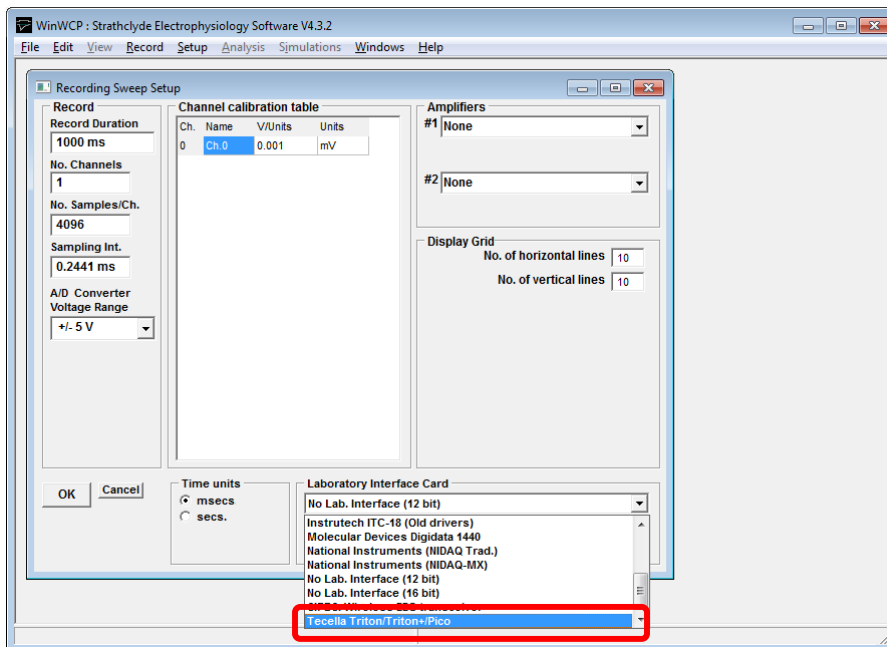 WinWCP : Strathclyde Electrophysiology Software V4.3.2
File Edit View Record Setup Analysis Simulations Windows Help
Recording Sweep Setup
Record
Record Duration
1000 ms
No. Channels
1
No. Samples/Ch.
4096
Sampling Int.
0.2441 ms
A/D Converter
Voltage Range
+/- 5 V
Channel calibration table
Ch. Name V/Units Units
0 Ch.0 0.001 mV
Amplifiers
#1 None
#2 None
Display Grid
No. of horizontal lines 10
No. of vertical lines 10
OK Cancel
Time units
msecs
secs.
Laboratory Interface Card
No Lab. Interface (12 bit)
Instrutech ITC-18 (Old drivers)
Molecular Devices Digidata 1440
National Instruments (NIDAQ Trad.)
National Instruments (NIDAQ-MX)
No Lab. Interface (12 bit)
No Lab. Interface (16 bit)
Tecella Triton/Triton+/Pico